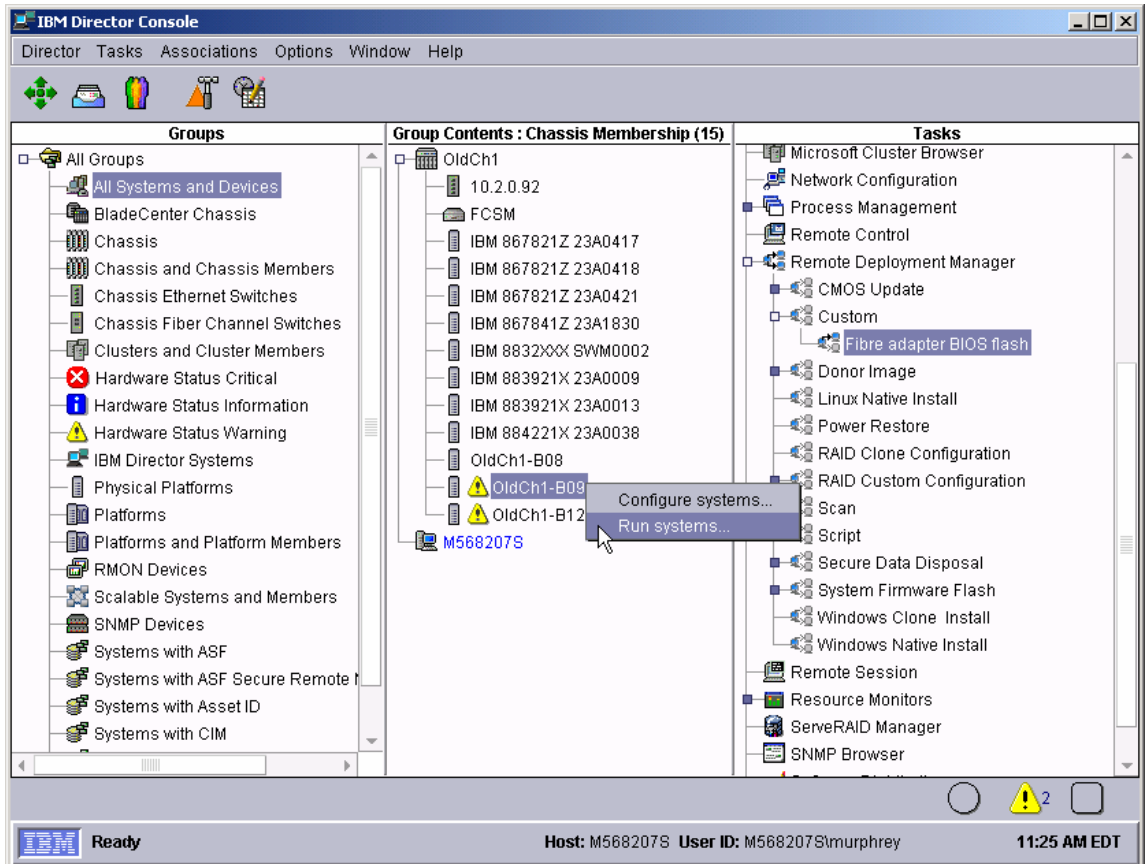 IBM Director Console
Director Tasks Associations Options Window Help
Groups
All Groups
All Systems and Devices
BladeCenter Chassis
Chassis
Chassis and Chassis Members
Chassis Ethernet Switches
Chassis Fiber Channel Switches
Clusters and Cluster Members
Hardware Status Critical
Hardware Status Information
Hardware Status Warning
IBM Director Systems
Physical Platforms
Platforms
Platforms and Platform Members
RMON Devices
Scalable Systems and Members
SNMP Devices
Systems with ASF
Systems with ASF Secure Remote
Systems with Asset ID
Systems with CIM
Group Contents : Chassis Membership (15)
OldCh1
10.2.0.92
FCSM
IBM 867821Z 23A0417
IBM 867821Z 23A0418
IBM 867821Z 23A0421
IBM 867841Z 23A1830
IBM 8832XXX SWM0002
IBM 883921X 23A0009
IBM 883921X 23A0013
IBM 884221X 23A0038
OldCh1-B08
OldCh1-B09
OldCh1-B12
M568207S
Configure systems...
Run systems...
Tasks
Microsoft Cluster Browser
Network Configuration
Process Management
Remote Control
Remote Deployment Manager
CMOS Update
Custom
Fibre adapter BIOS flash
Donor Image
Linux Native Install
Power Restore
RAID Clone Configuration
RAID Custom Configuration
Scan
Script
Secure Data Disposal
System Firmware Flash
Windows Clone Install
Windows Native Install
Remote Session
Resource Monitors
ServeRAID Manager
SNMP Browser
2
IBM Ready Host: M568207S User ID: M568207S\murphrey 11:25 AM EDT